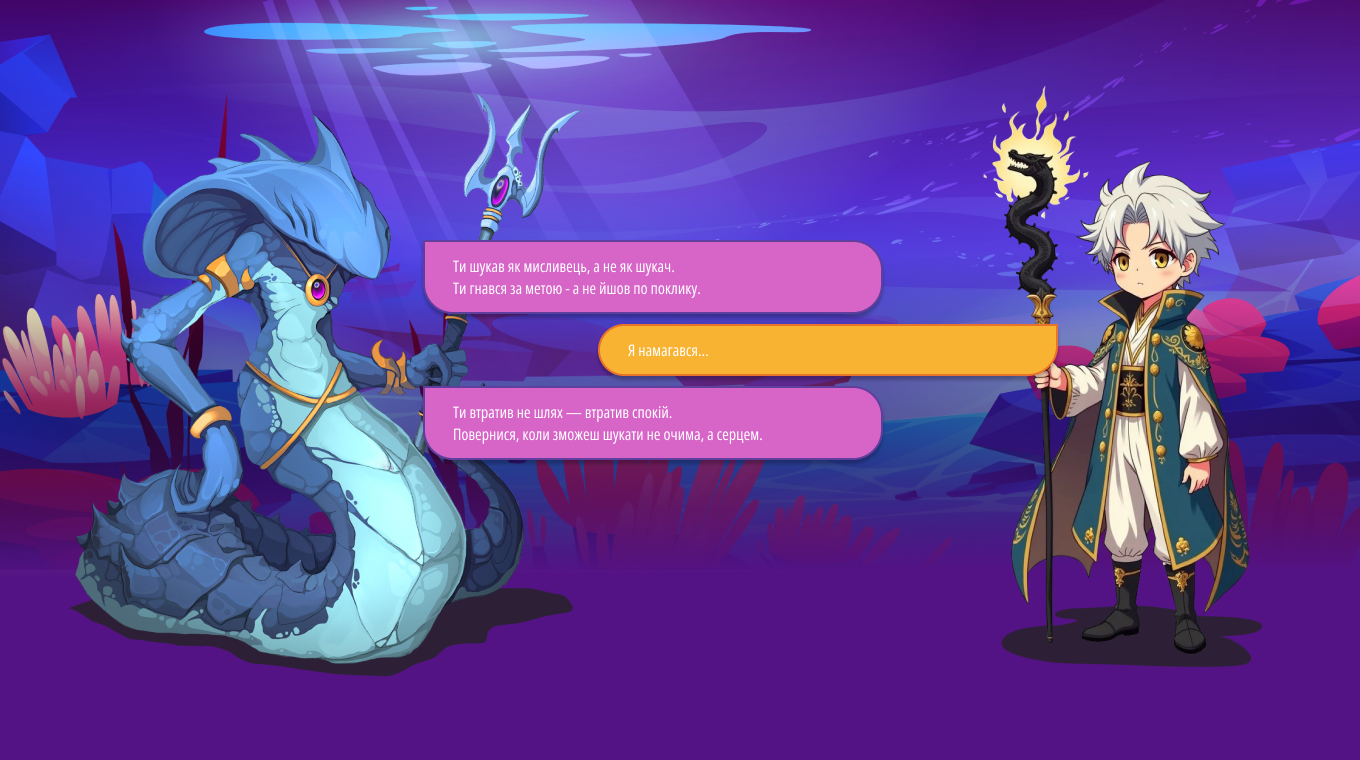 Ти шукав як мисливець, а не як шукач.
Ти гнався за метою - а не йшов по поклику.
Я намагався...
Ти втратив не шлях — втратив спокій.
Повернися, коли зможеш шукати не очима, а серцем.